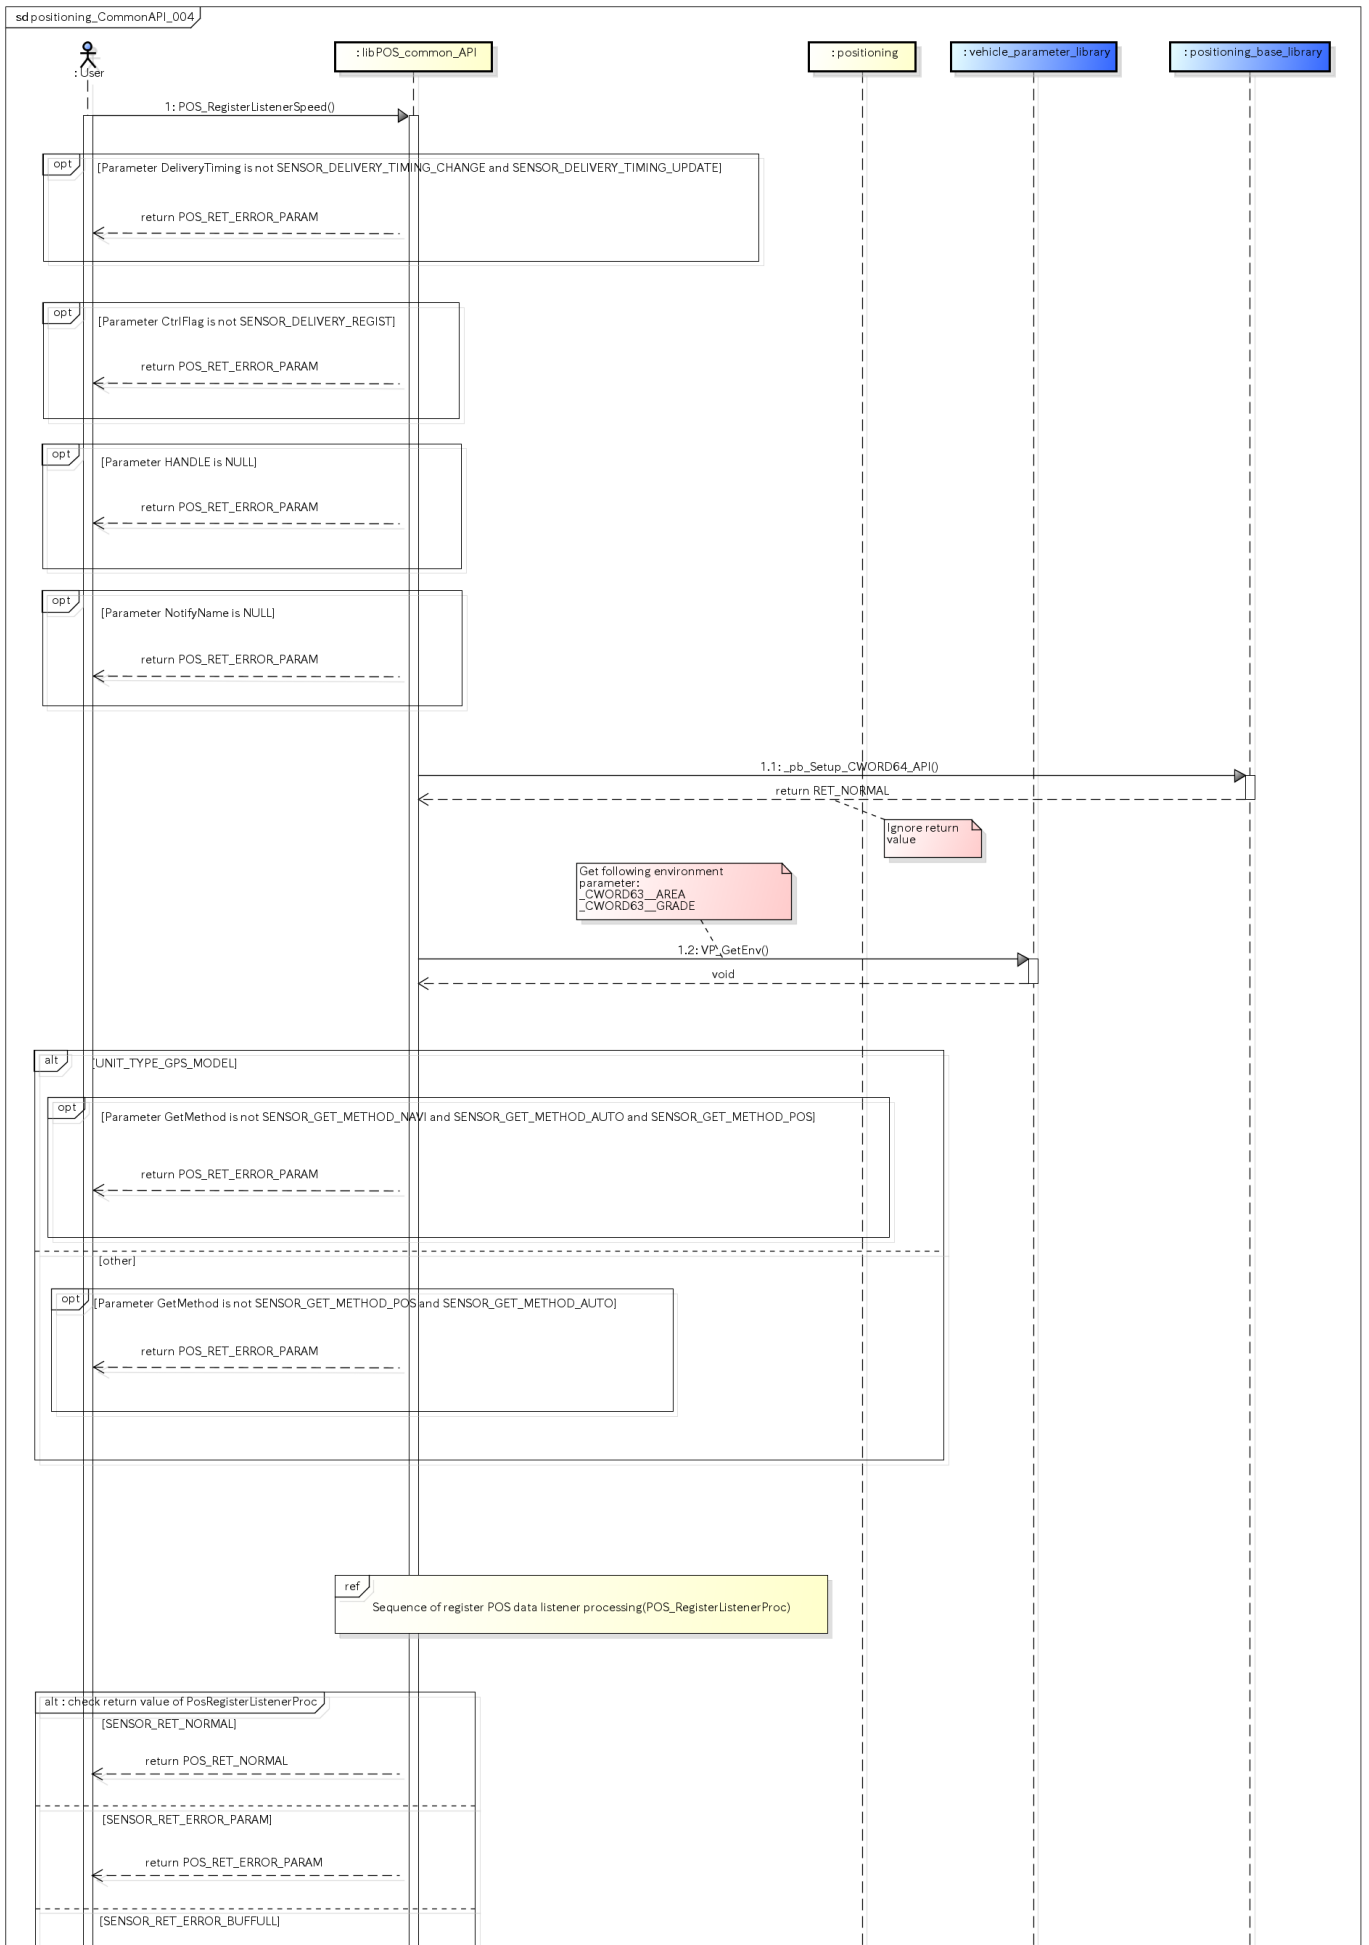 sd positioning_CommonAPI_004
: User
: libPOS_common_API
: positioning
: vehicle_parameter_library
: positioning_base_library
1: POS_RegisterListenerSpeed()
opt
[Parameter DeliveryTiming is not SENSOR_DELIVERY_TIMING_CHANGE and SENSOR_DELIVERY_TIMING_UPDATE]
return POS_RET_ERROR_PARAM
opt
[Parameter CtrlFlag is not SENSOR_DELIVERY_REGIST]
return POS_RET_ERROR_PARAM
opt
[Parameter HANDLE is NULL]
return POS_RET_ERROR_PARAM
opt
[Parameter NotifyName is NULL]
return POS_RET_ERROR_PARAM
1.1: _pb_Setup_CWORD64_API()
return RET_NORMAL
Ignore return
value
Get following environment
parameter:
_CWORD63__AREA
_CWORD63__GRADE
1.2: VP_GetEnv()
void
alt
[UNIT_TYPE_GPS_MODEL]
opt
[Parameter GetMethod is not SENSOR_GET_METHOD_NAVI and SENSOR_GET_METHOD_AUTO and SENSOR_GET_METHOD_POS]
return POS_RET_ERROR_PARAM
[other]
opt
[Parameter GetMethod is not SENSOR_GET_METHOD_POS and SENSOR_GET_METHOD_AUTO]
return POS_RET_ERROR_PARAM
ref
Sequence of register POS data listener processing(POS_RegisterListenerProc)
alt : check return value of PosRegisterListenerProc
[SENSOR_RET_NORMAL]
return POS_RET_NORMAL
[SENSOR_RET_ERROR_PARAM]
return POS_RET_ERROR_PARAM
[SENSOR_RET_ERROR_BUFFULL]